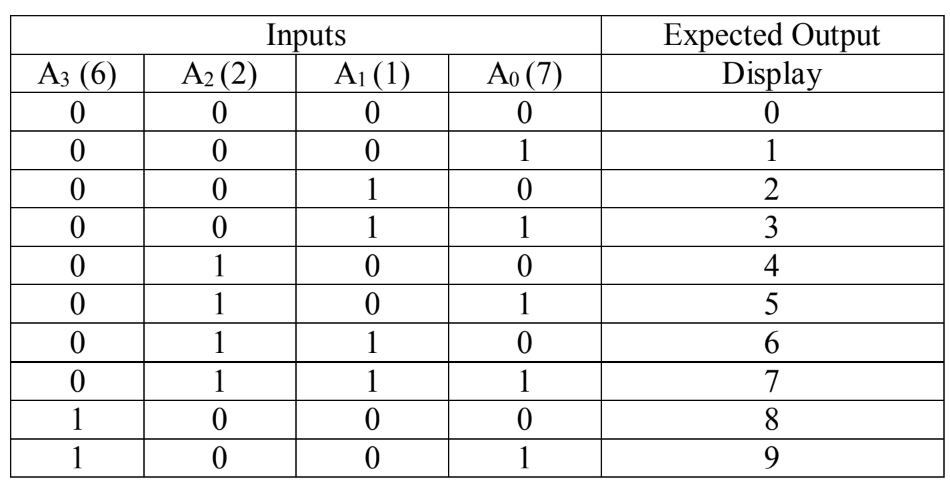 Inputs Expected Output
A₃ (6) A₂ (2) A₁ (1) A₀ (7) Display
0 0 0 0 0
0 0 0 1 1
0 0 1 0 2
0 0 1 1 3
0 1 0 0 4
0 1 0 1 5
0 1 1 0 6
0 1 1 1 7
1 0 0 0 8
1 0 0 1 9